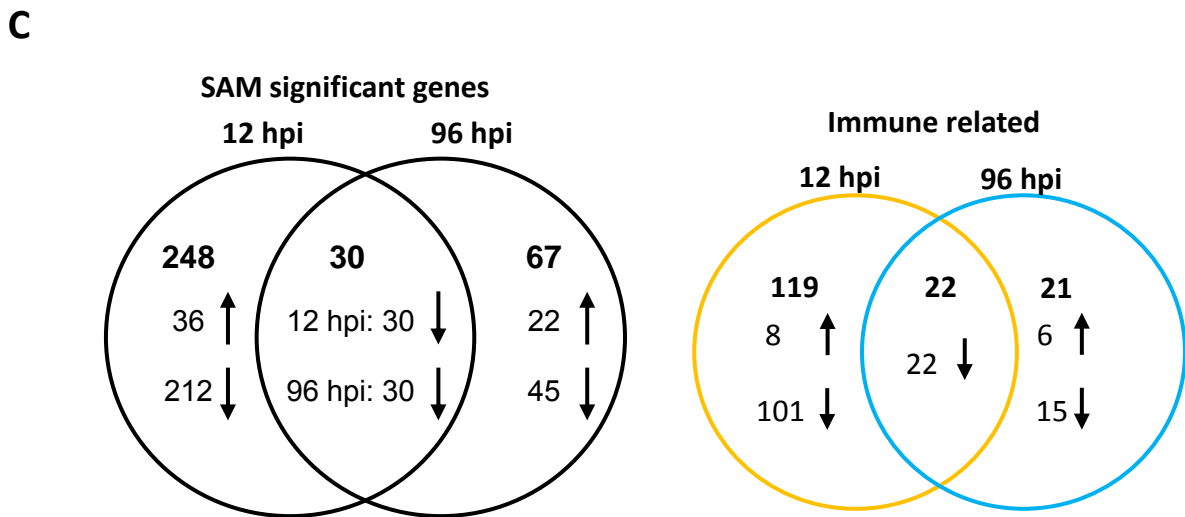 C
SAM significant genes
12 hpi 96 hpi
248 30 67
36 ↑ 12 hpi: 30 ↓ 22 ↑
212 ↓ 96 hpi: 30 ↓ 45 ↓
Immune related
12 hpi 96 hpi
119 22 21
8 ↑ 22 ↓ 6 ↑
101 ↓ 15 ↓